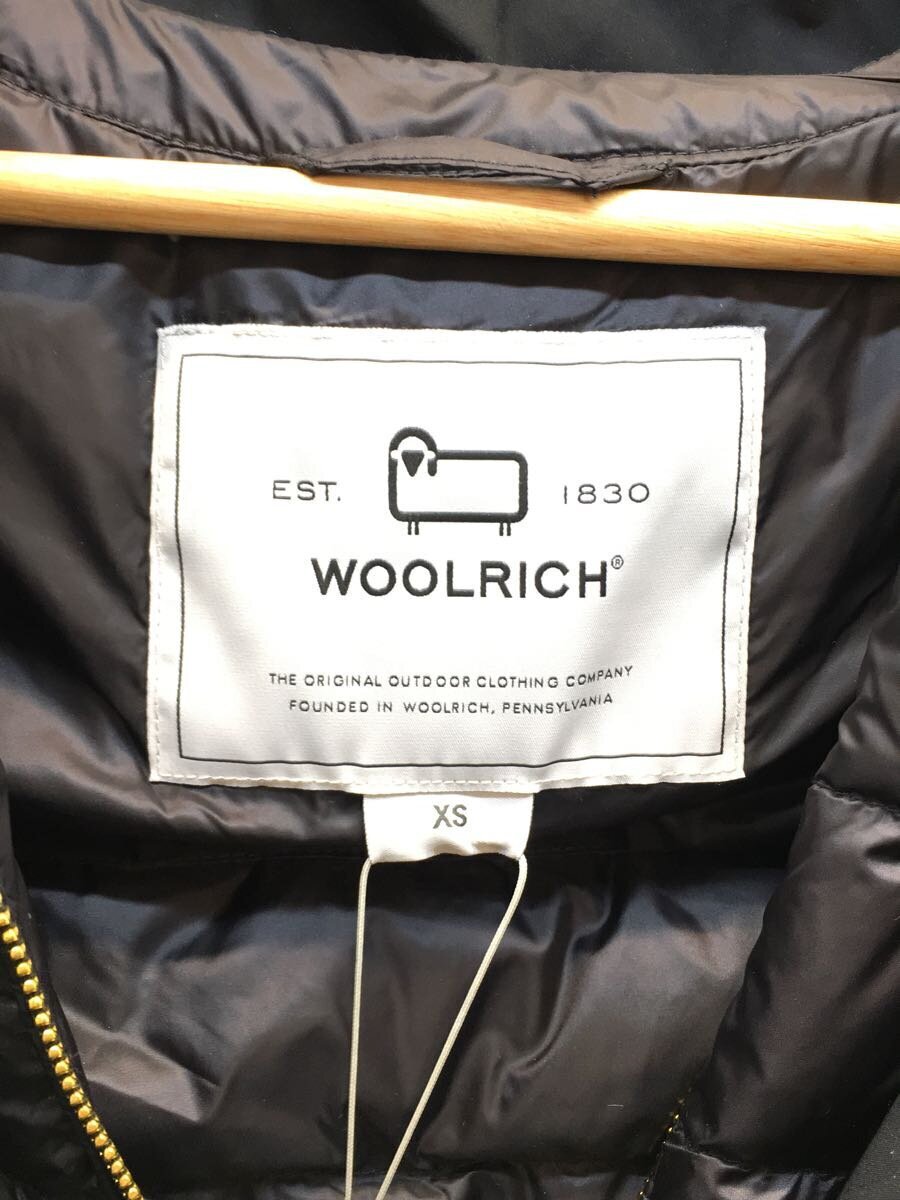 EST. 1830
WOOLRICH®
THE ORIGINAL OUTDOOR CLOTHING COMPANY
FOUNDED IN WOOLRICH, PENNSYLVANIA
XS